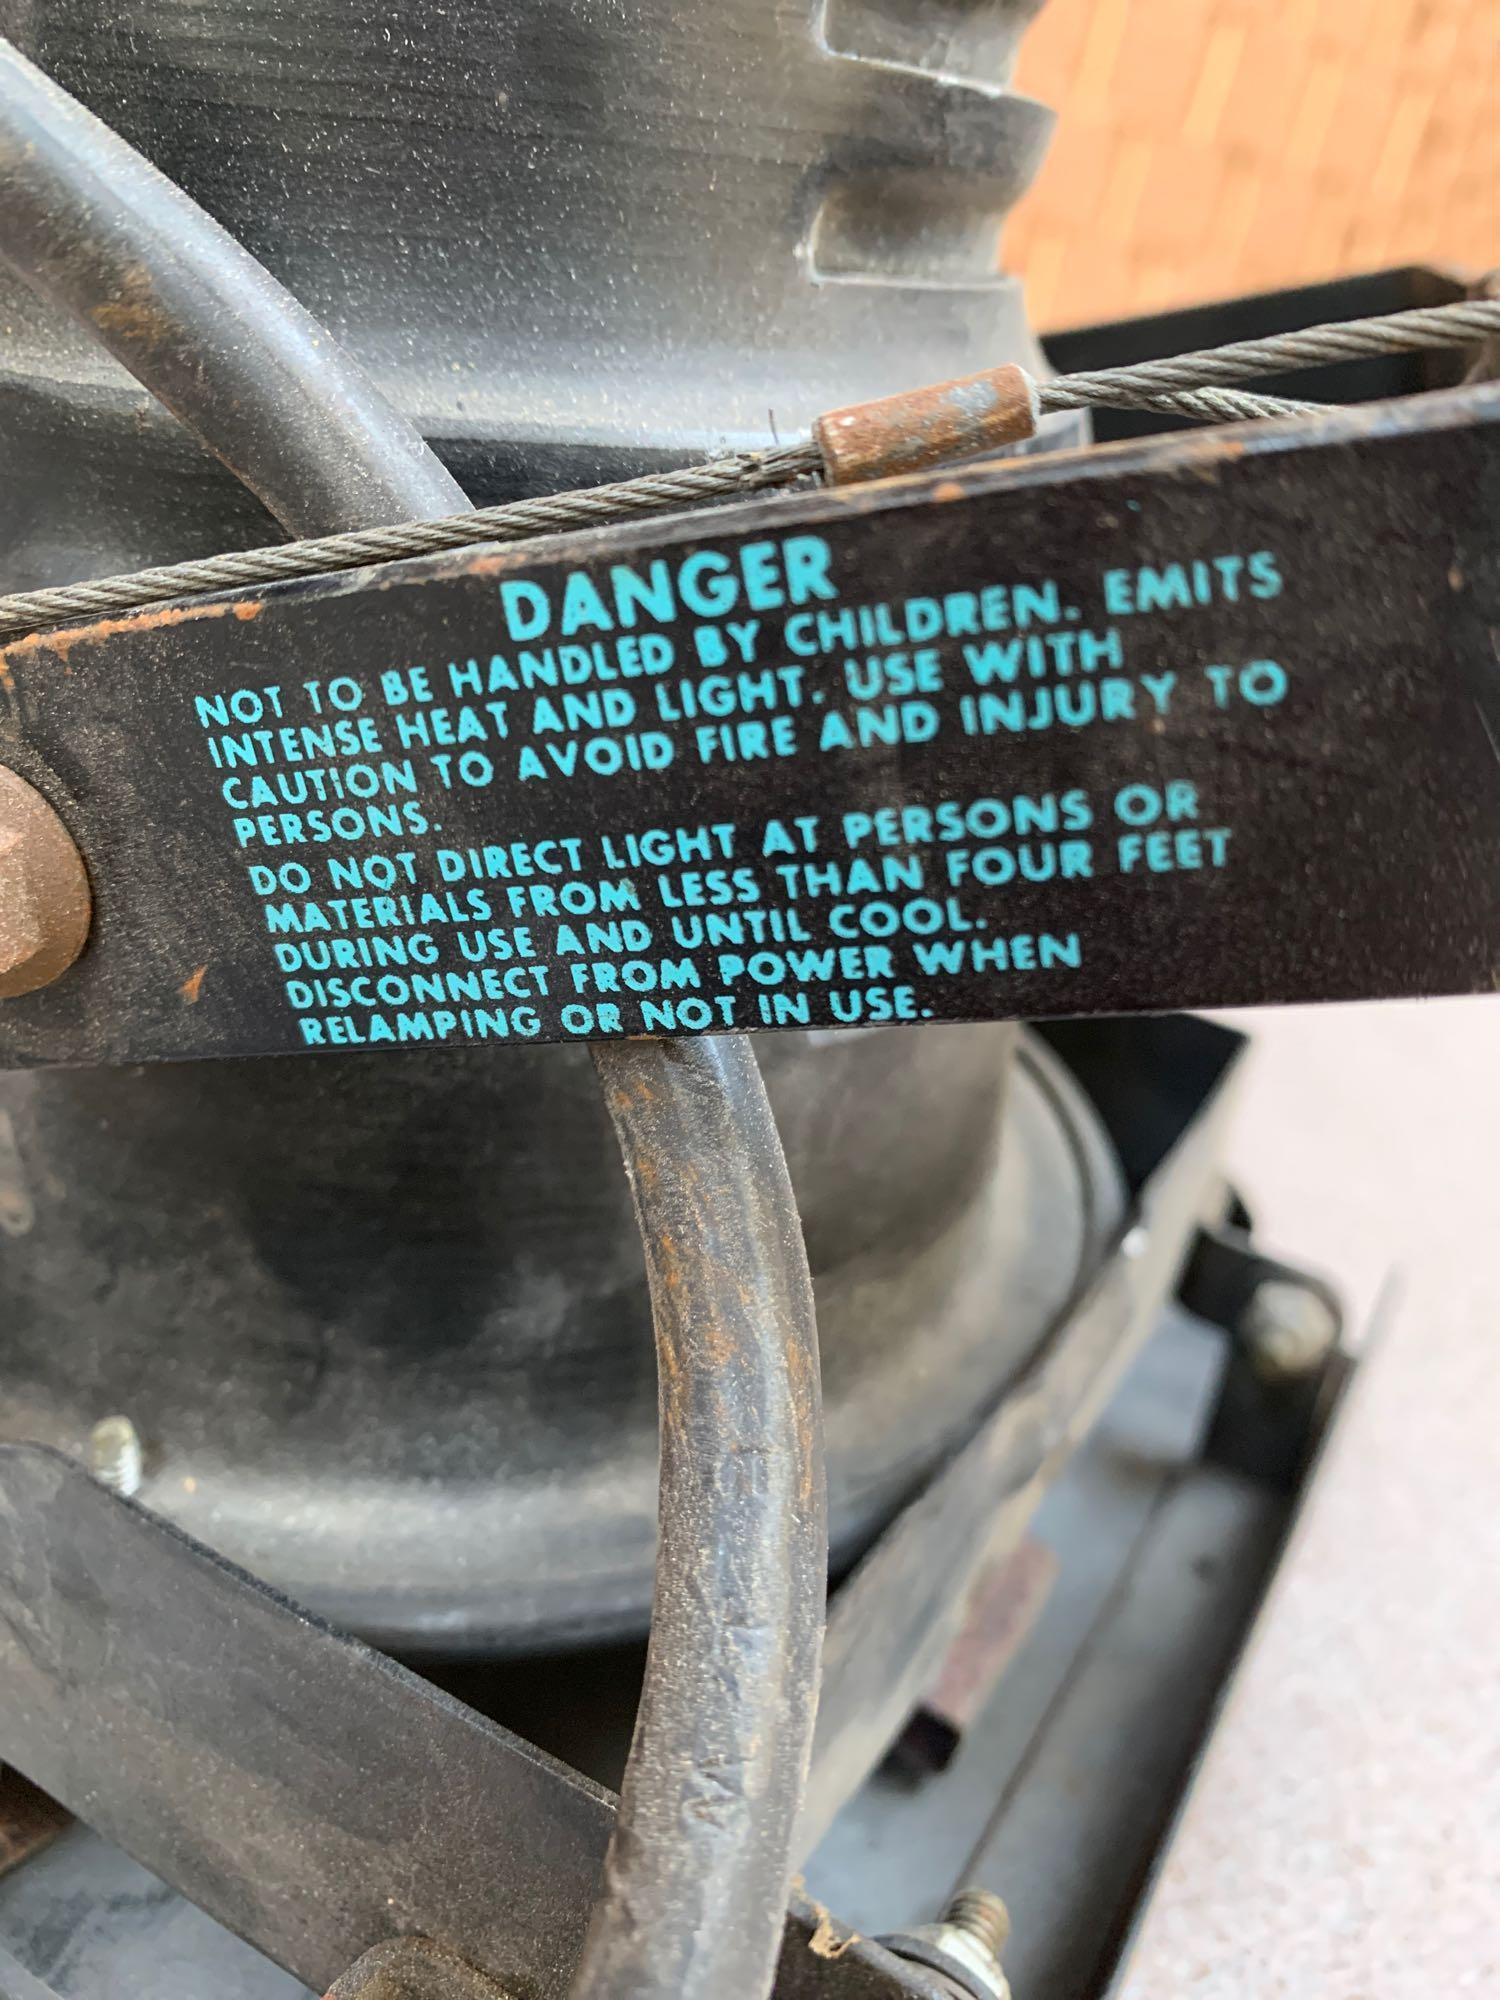 DANGER
NOT TO BE HANDLED BY CHILDREN. EMITS
INTENSE HEAT AND LIGHT. USE WITH
CAUTION TO AVOID FIRE AND INJURY TO
PERSONS.
DO NOT DIRECT LIGHT AT PERSONS OR
MATERIALS FROM LESS THAN FOUR FEET
DURING USE AND UNTIL COOL.
DISCONNECT FROM POWER WHEN
RELAMPING OR NOT IN USE.